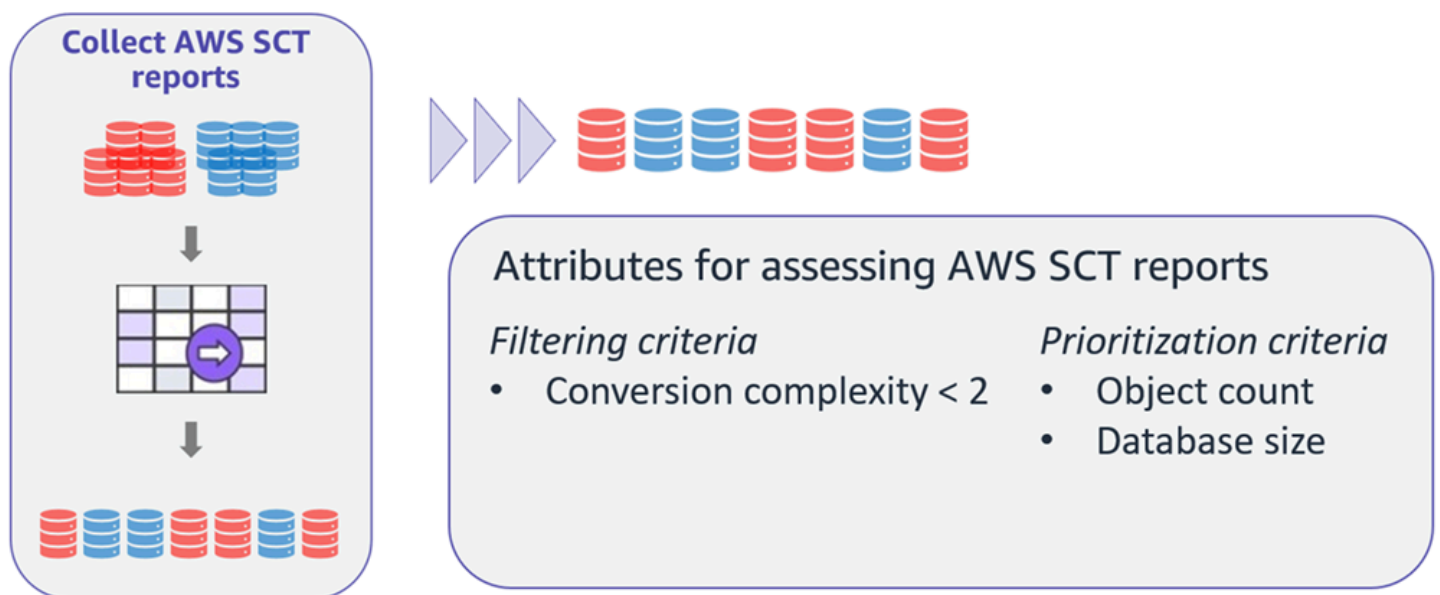 Collect AWS SCT
reports
Attributes for assessing AWS SCT reports
Filtering criteria
• Conversion complexity < 2
Prioritization criteria
• Object count
• Database size